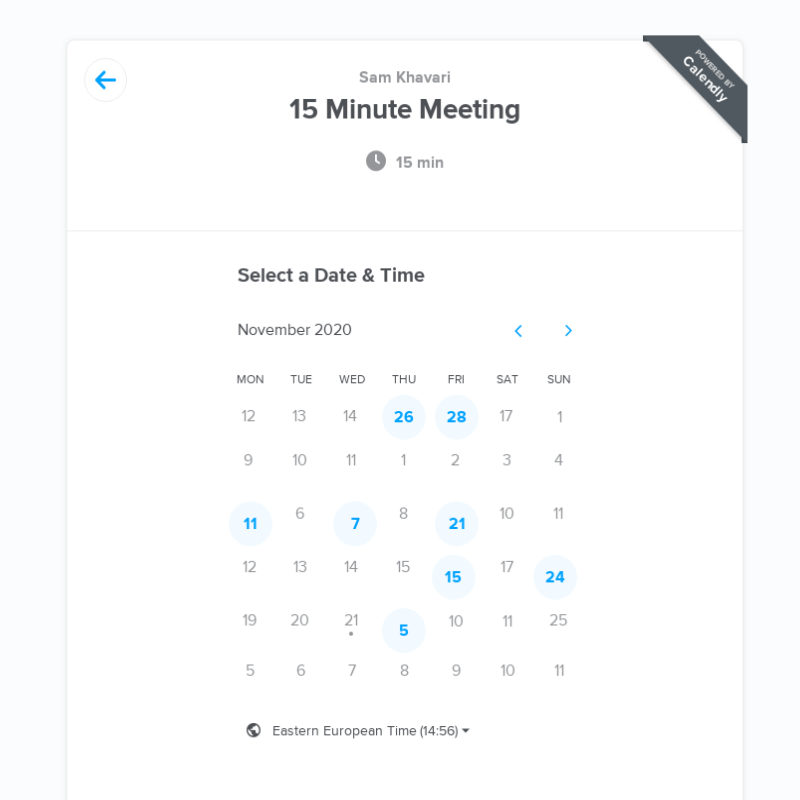 POWERED BY
Calendly
Sam Khavari
15 Minute Meeting
15 min
Select a Date & Time
November 2020
MON TUE WED THU FRI SAT SUN
12 13 14 26 28 17 1
9 10 11 1 2 3 4
11 6 7 8 21 10 11
12 13 14 15 15 17 24
19 20 21 5 10 11 25
5 6 7 8 9 10 11
Eastern European Time (14:56)